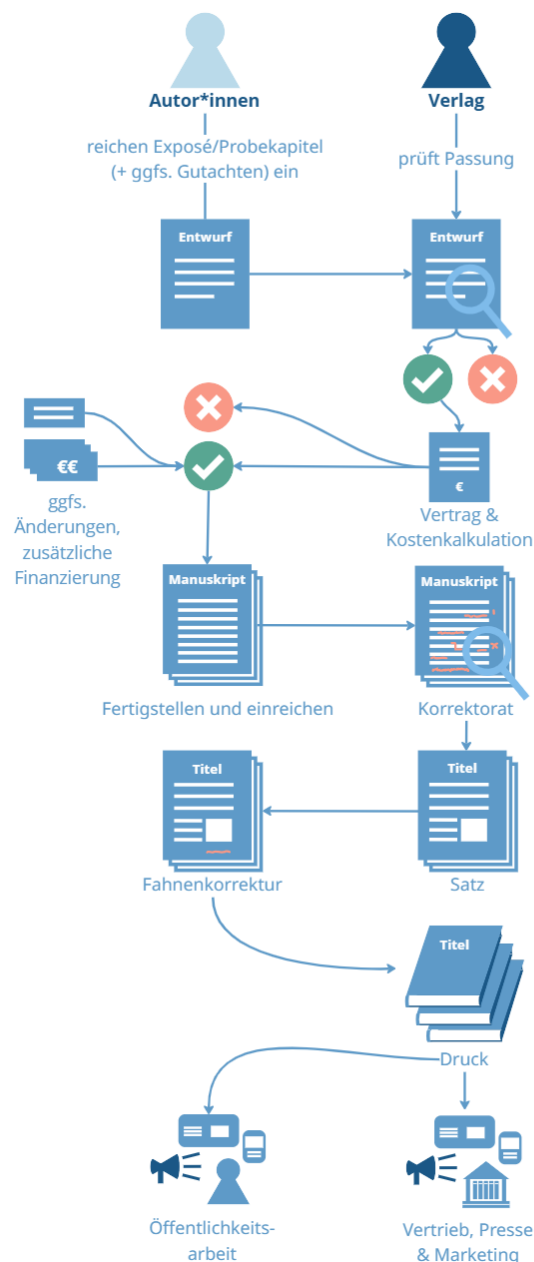 Autor*innen
Verlag
reichen Exposé/Probekapitel
(+ ggfs. Gutachten) ein
prüft Passung
Entwurf
Entwurf
€€
€
ggfs.
Änderungen,
zusätzliche
Finanzierung
Vertrag &
Kostenkalkulation
Manuskript
Manuskript
Fertigstellen und einreichen
Korrektorat
Titel
Titel
Fahnenkorrektur
Satz
Titel
Druck
Öffentlichkeits-
arbeit
Vertrieb, Presse
& Marketing